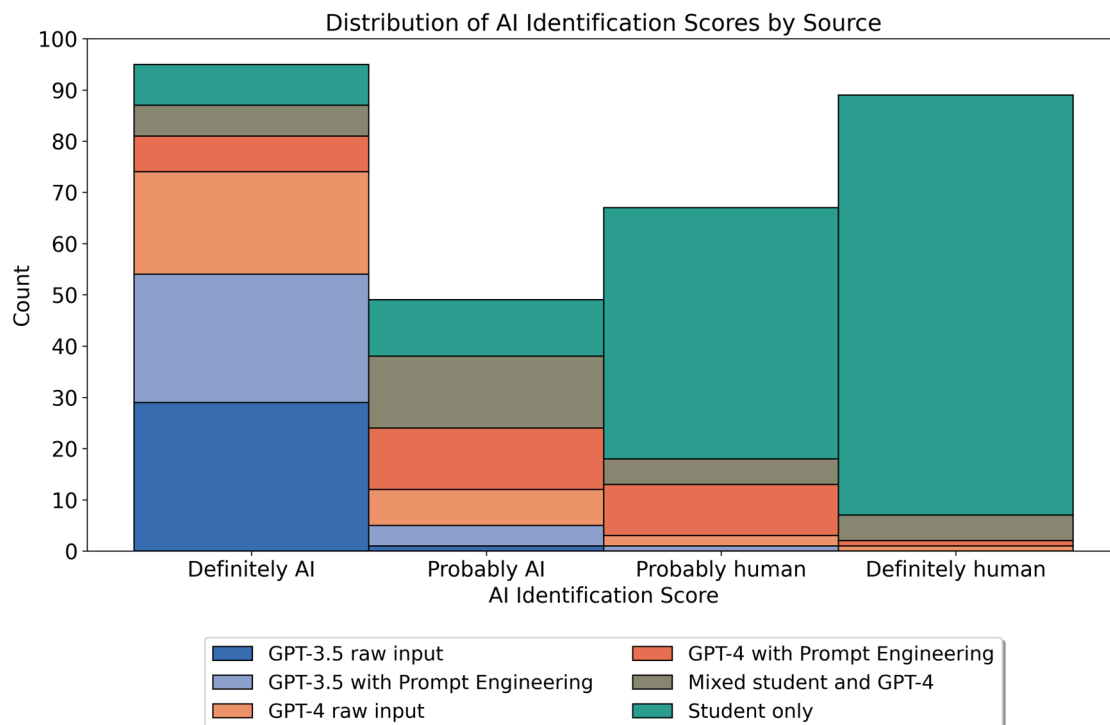 Distribution of AI Identification Scores by Source
100
90
80
70
60
50
40
30
20
10
0
Count
Definitely AI Probably AI Probably human Definitely human
AI Identification Score
GPT-3.5 raw input GPT-4 with Prompt Engineering
GPT-3.5 with Prompt Engineering Mixed student and GPT-4
GPT-4 raw input Student only